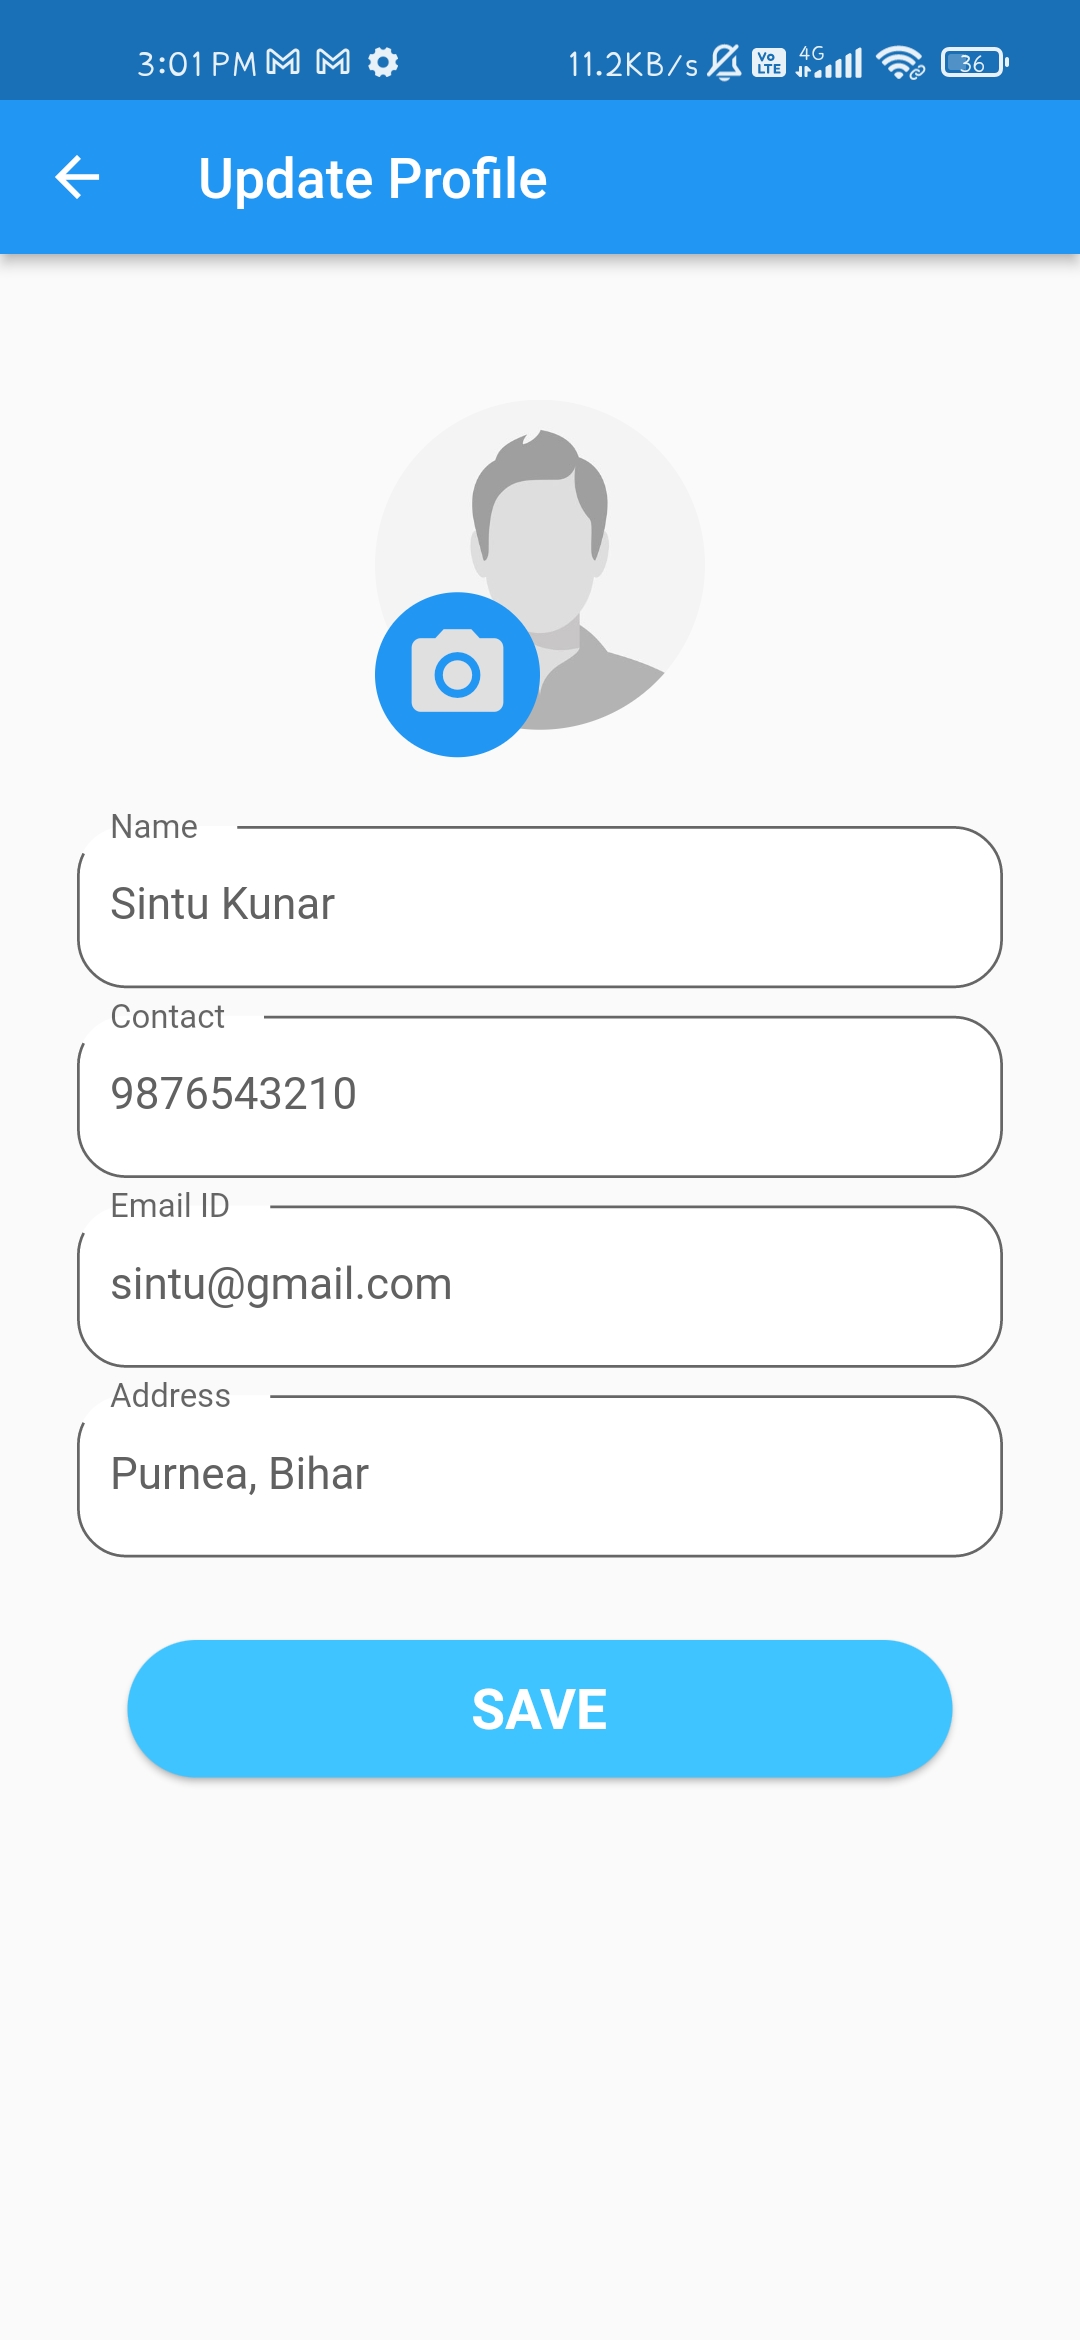 3:01 PM 11.2KB/s Vo LTE 4G 36
Update Profile
Name
Sintu Kunar
Contact
9876543210
Email ID
sintu@gmail.com
Address
Purnea, Bihar
SAVE